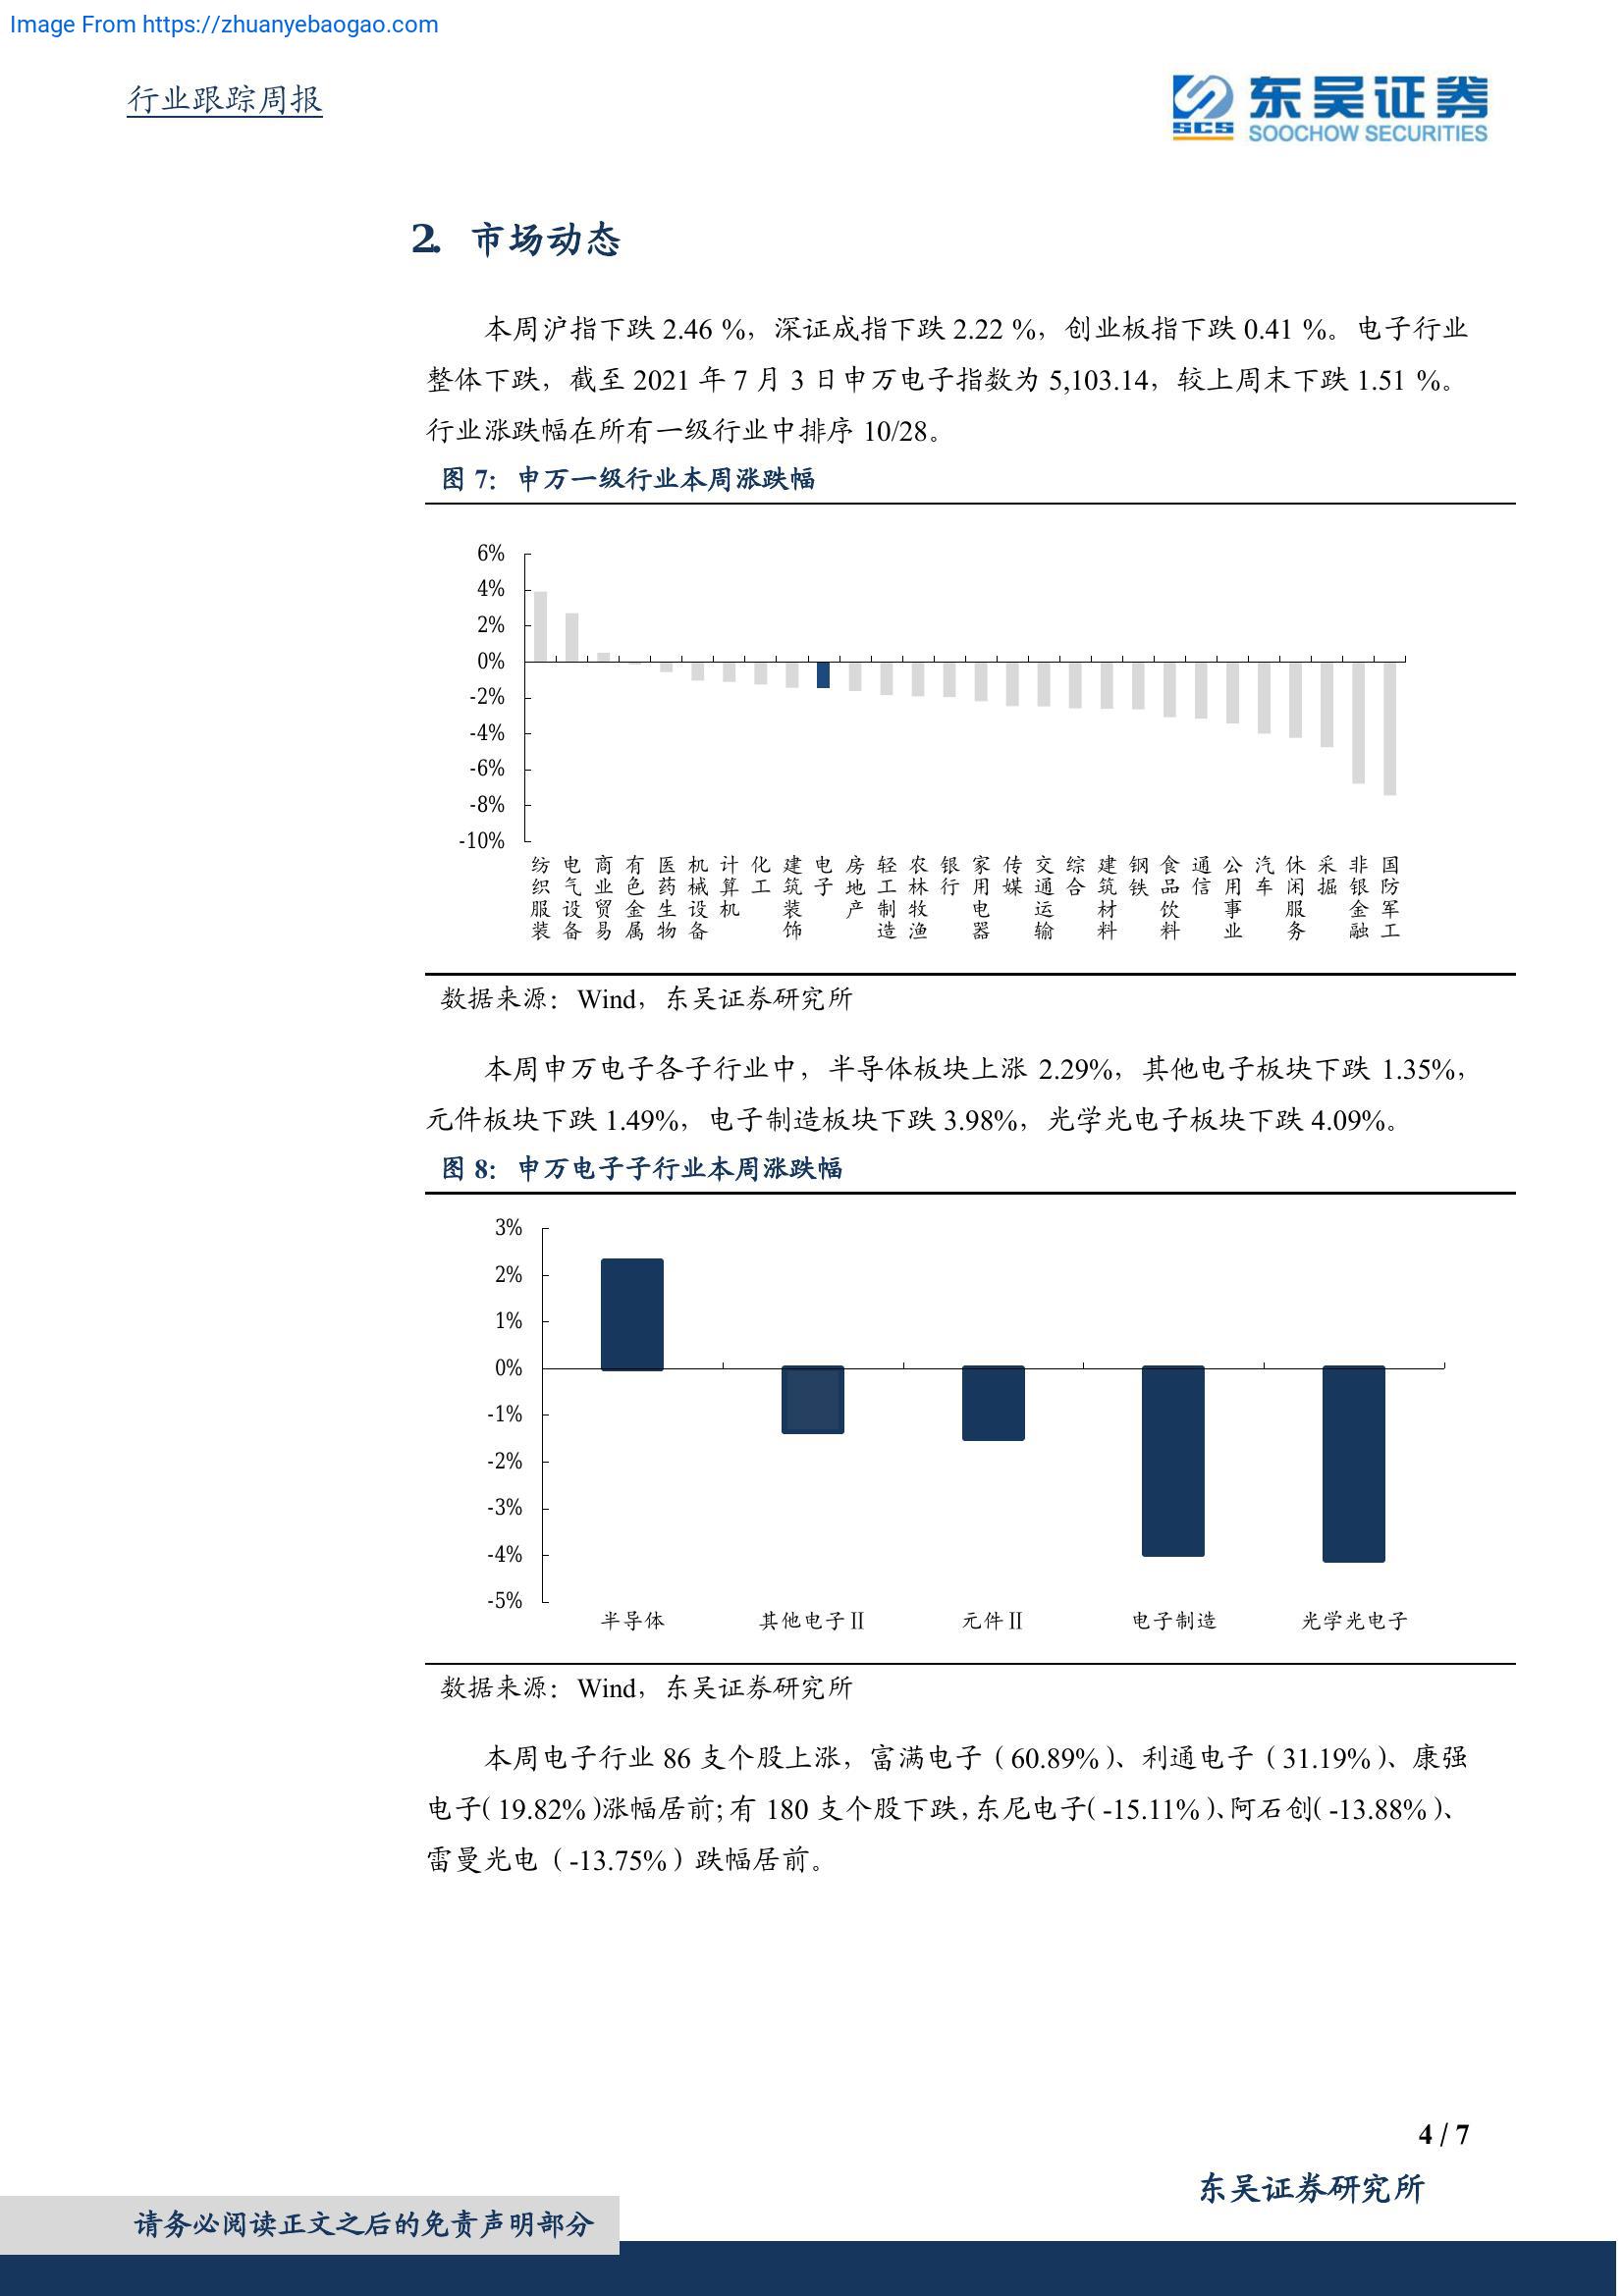 Image From https://zhuanyebaogao.com
行业跟踪周报
SCS
东吴证券
SOOCHOW SECURITIES
2. 市场动态
本周沪指下跌 2.46 %，深证成指下跌 2.22 %，创业板指下跌 0.41 %。电子行业
整体下跌，截至 2021 年 7 月 3 日申万电子指数为 5,103.14，较上周末下跌 1.51 %。
行业涨跌幅在所有一级行业中排序 10/28。
图 7：申万一级行业本周涨跌幅
6%
4%
2%
0%
-2%
-4%
-6%
-8%
-10%
纺织服装 电气设备 商业贸易 有色金属 医药生物 机械设备 计算机 化工 建筑装饰 电子 房地产 轻工制造 农林牧渔 银行 家用电器 传媒 交通运输 综合 建筑材料 钢铁 食品饮料 通信 公用事业 汽车 休闲服务 采掘 非银金融 国防军工
数据来源：Wind，东吴证券研究所
本周申万电子各子行业中，半导体板块上涨 2.29%，其他电子板块下跌 1.35%，
元件板块下跌 1.49%，电子制造板块下跌 3.98%，光学光电子板块下跌 4.09%。
图 8：申万电子子行业本周涨跌幅
3%
2%
1%
0%
-1%
-2%
-3%
-4%
-5%
半导体 其他电子Ⅱ 元件Ⅱ 电子制造 光学光电子
数据来源：Wind，东吴证券研究所
本周电子行业 86 支个股上涨，富满电子（60.89%）、利通电子（31.19%）、康强
电子（19.82%）涨幅居前；有 180 支个股下跌，东尼电子（-15.11%）、阿石创（-13.88%）、
雷曼光电（-13.75%）跌幅居前。
4 / 7
东吴证券研究所
请务必阅读正文之后的免责声明部分